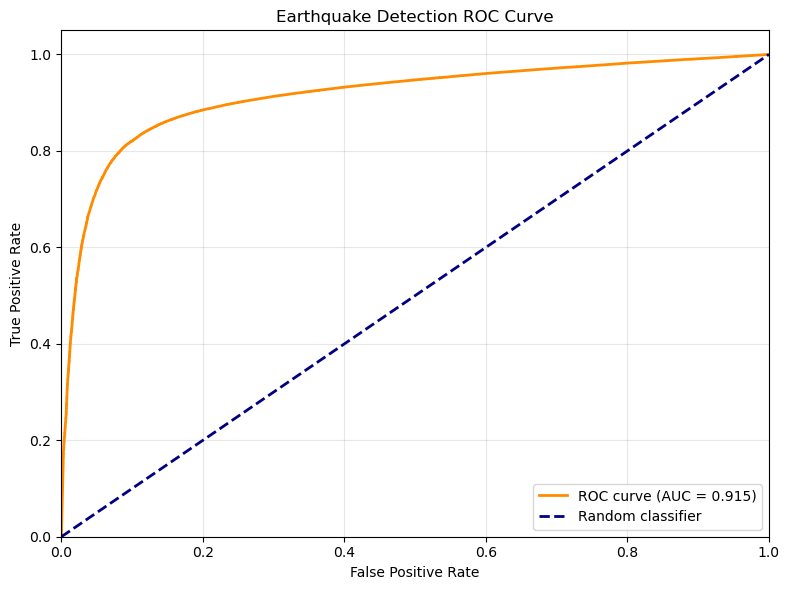 Earthquake Detection ROC Curve
True Positive Rate
1.0
0.8
0.6
0.4
0.2
0.0
0.0 0.2 0.4 0.6 0.8 1.0
False Positive Rate
ROC curve (AUC = 0.915)
Random classifier